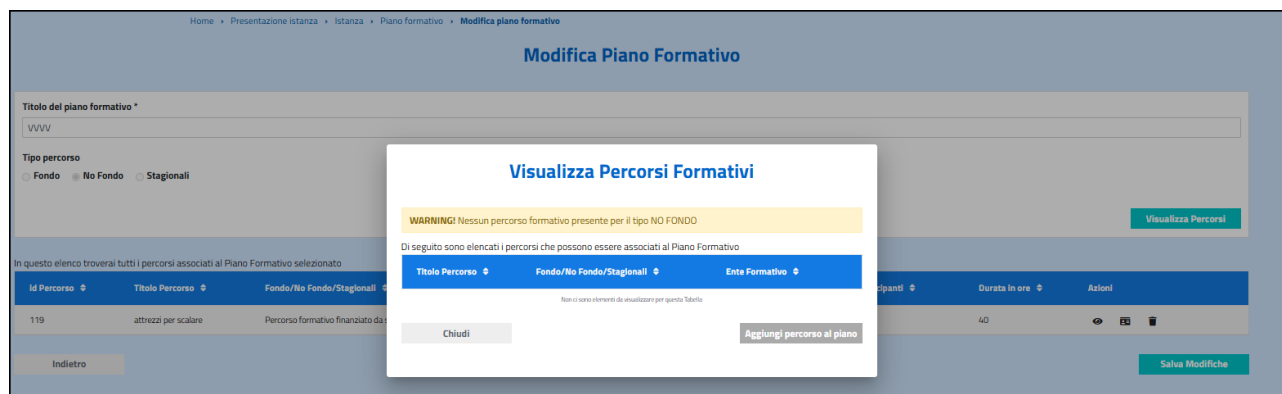 Home › Presentazione istanza › Istanza › Piano formativo › Modifica piano formativo
Modifica Piano Formativo
Titolo del piano formativo *
VVVV
Tipo percorso
Fondo No Fondo Stagionali
Visualizza Percorsi
In questo elenco troverai tutti i percorsi associati al Piano Formativo selezionato
Id Percorso Titolo Percorso Fondo/No Fondo/Stagionali cipanti Durata in ore Azioni
119 attrezzi per scalare Percorso formativo finanziato da s 40
Indietro
Salva Modifiche
Visualizza Percorsi Formativi
WARNING! Nessun percorso formativo presente per il tipo NO FONDO
Di seguito sono elencati i percorsi che possono essere associati al Piano Formativo
Titolo Percorso Fondo/No Fondo/Stagionali Ente Formativo
Non ci sono elementi da visualizzare per questa Tabella
Chiudi
Aggiungi percorso al piano